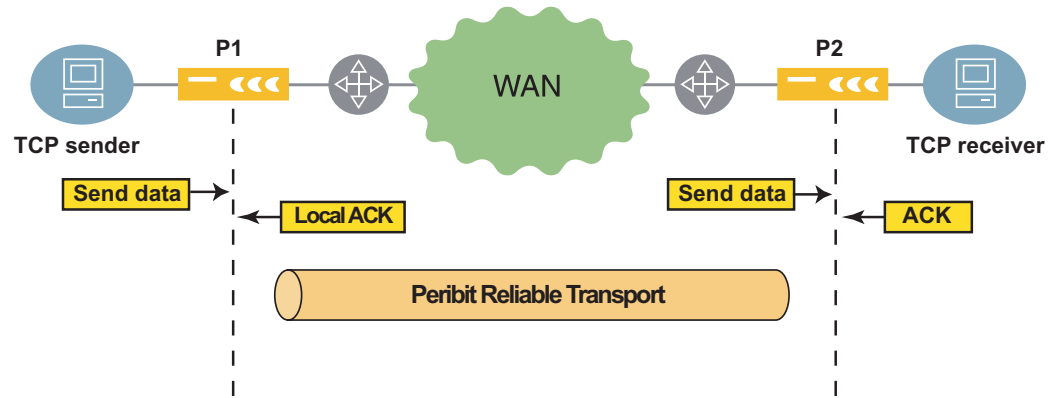 P1
P2
WAN
TCP sender
TCP receiver
Send data
Send data
Local ACK
ACK
Peribit Reliable Transport